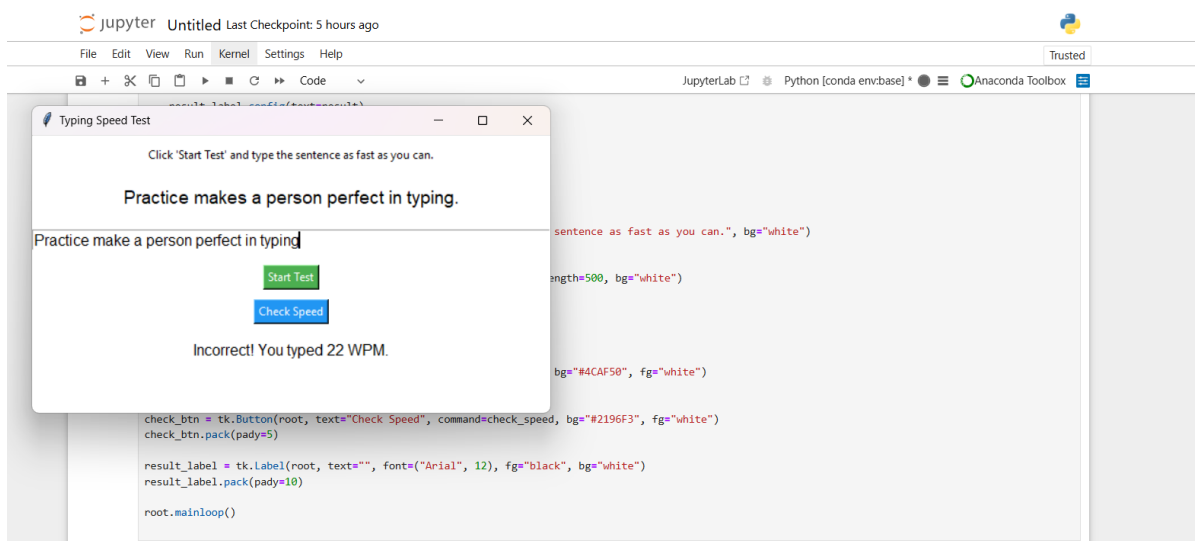 jupyter Untitled Last Checkpoint: 5 hours ago
File Edit View Run Kernel Settings Help
Trusted
Code
JupyterLab Python [conda env:base] * Anaconda Toolbox
result_label.config(text=result)
Typing Speed Test
Click 'Start Test' and type the sentence as fast as you can.
Practice makes a person perfect in typing.
sentence as fast as you can.", bg="white")
Practice make a person perfect in typing
Start Test
ength=500, bg="white")
Check Speed
Incorrect! You typed 22 WPM.
bg="#4CAF50", fg="white")
check_btn = tk.Button(root, text="Check Speed", command=check_speed, bg="#2196F3", fg="white")
check_btn.pack(pady=5)
result_label = tk.Label(root, text="", font=("Arial", 12), fg="black", bg="white")
result_label.pack(pady=10)
root.mainloop()